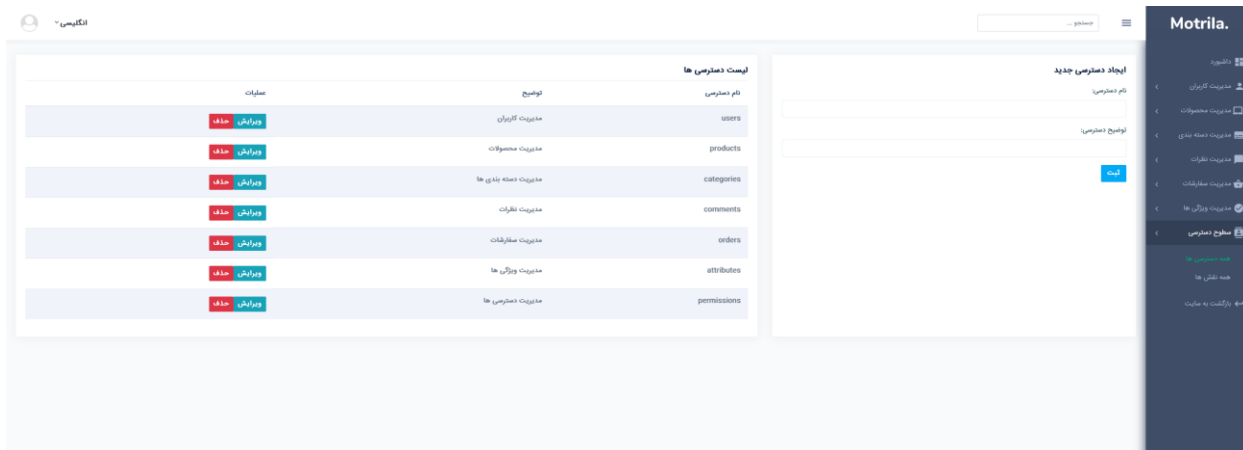 Motrila.
جستجو ...
انگلیسی
داشبورد
مدیریت کاربران
مدیریت محصولات
مدیریت دسته بندی
مدیریت نظرات
مدیریت سفارشات
مدیریت ویژگی ها
سطوح دسترسی
همه دسترسی ها
همه نقش ها
بازگشت به سایت
ایجاد دسترسی جدید
نام دسترسی:
توضیح دسترسی:
ثبت
لیست دسترسی ها
نام دسترسی توضیح عملیات
users مدیریت کاربران ویرایش حذف
products مدیریت محصولات ویرایش حذف
categories مدیریت دسته بندی ها ویرایش حذف
comments مدیریت نظرات ویرایش حذف
orders مدیریت سفارشات ویرایش حذف
attributes مدیریت ویژگی ها ویرایش حذف
permissions مدیریت دسترسی ها ویرایش حذف